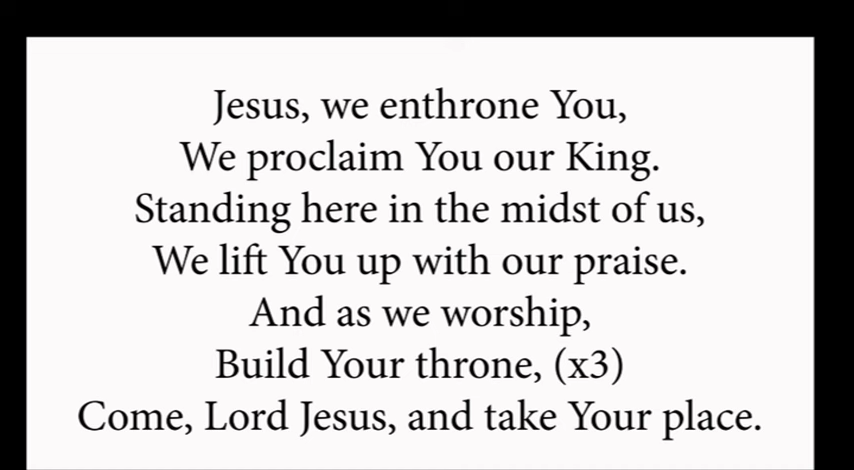 Jesus, we enthrone You,
We proclaim You our King.
Standing here in the midst of us,
We lift You up with our praise.
And as we worship,
Build Your throne, (x3)
Come, Lord Jesus, and take Your place.